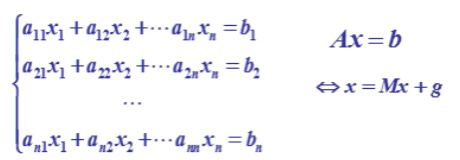 a₁₁x₁+a₁₂x₂+⋯a₁ₙxₙ=b₁
a₂₁x₁+a₂₂x₂+⋯a₂ₙxₙ=b₂
⋯
aₙ₁x₁+aₙ₂x₂+⋯aₙₙxₙ=bₙ
Ax=b
⇔x=Mx+g